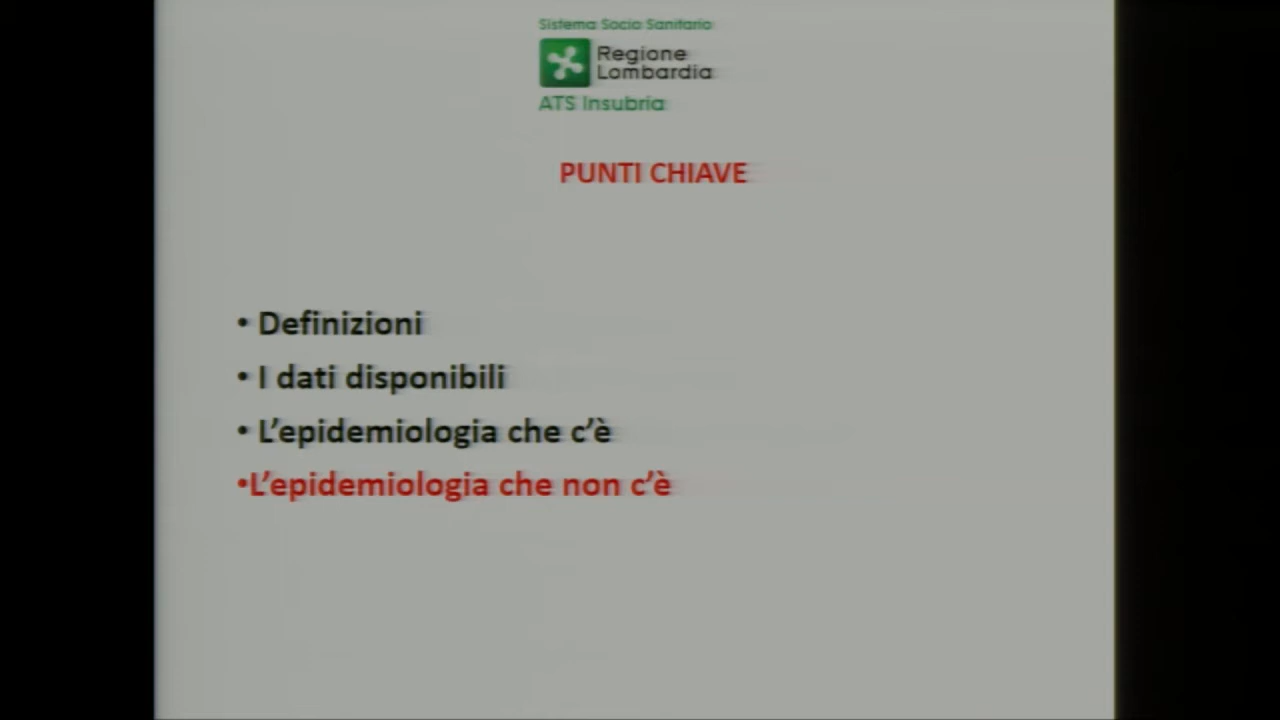 Sistema Socio Sanitario
Regione
Lombardia
ATS Insubria
PUNTI CHIAVE
• Definizioni
• I dati disponibili
• L'epidemiologia che c'è
•L'epidemiologia che non c'è